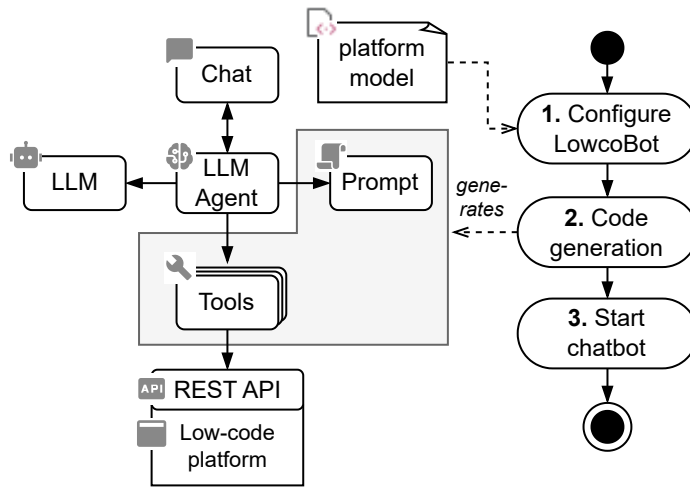 Chat
platform
model
1. Configure
LowcoBot
LLM
LLM
Agent
Prompt
gene-
rates
2. Code
generation
Tools
3. Start
chatbot
API
REST API
Low-code
platform